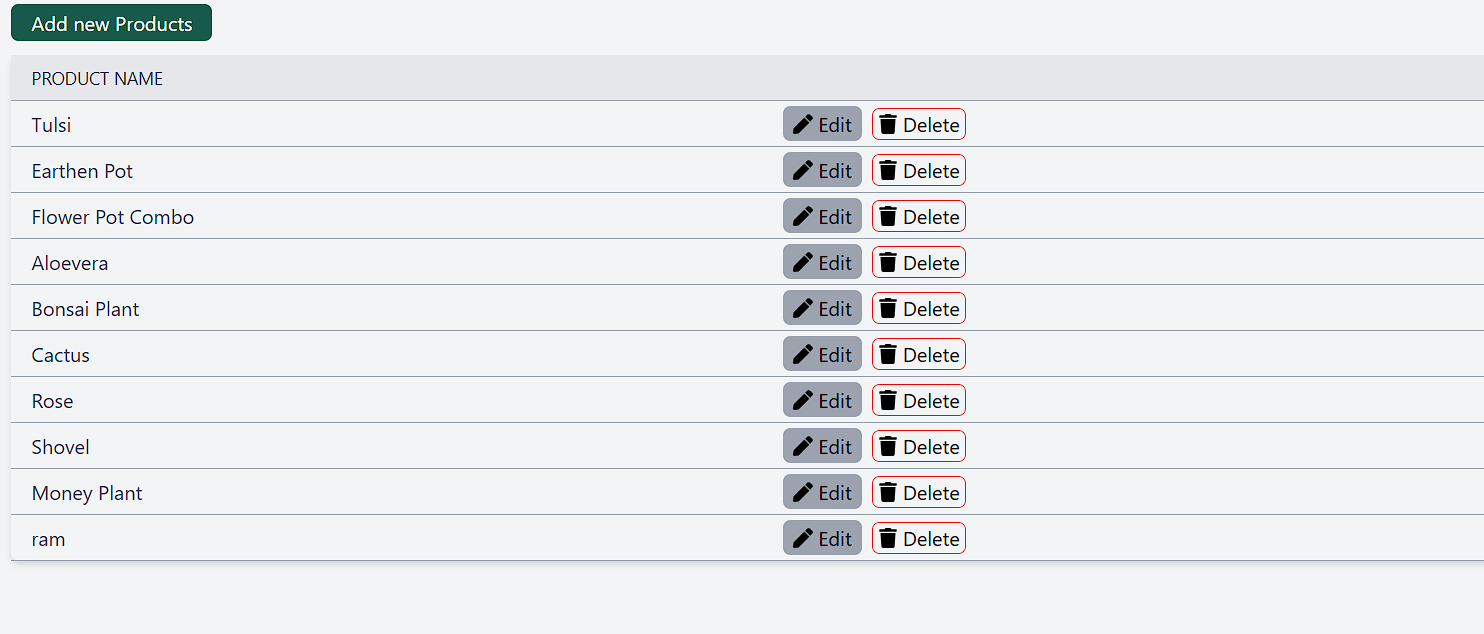 Add new Products
PRODUCT NAME
Tulsi Edit Delete
Earthen Pot Edit Delete
Flower Pot Combo Edit Delete
Aloevera Edit Delete
Bonsai Plant Edit Delete
Cactus Edit Delete
Rose Edit Delete
Shovel Edit Delete
Money Plant Edit Delete
ram Edit Delete